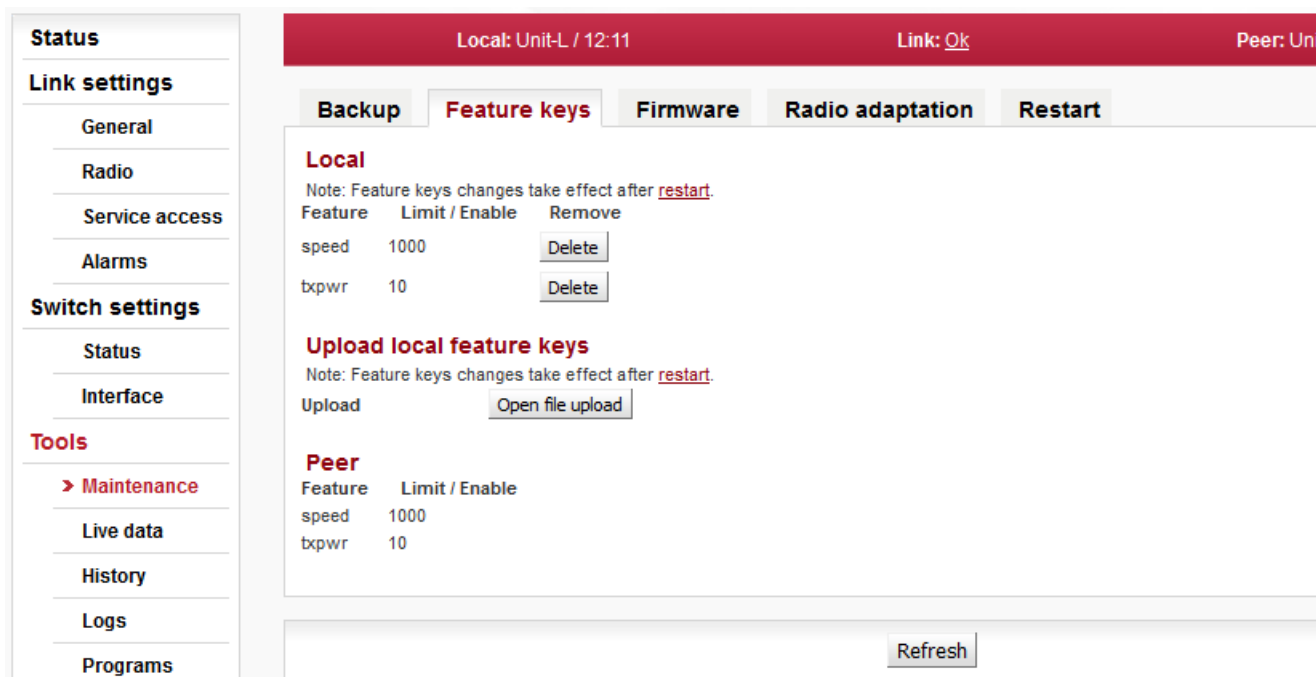 Status
Link settings
General
Radio
Service access
Alarms
Switch settings
Status
Interface
Tools
Maintenance
Live data
History
Logs
Programs
Local: Unit-L / 12:11 Link: Ok Peer:
Backup Feature keys Firmware Radio adaptation Restart
Local
Note: Feature keys changes take effect after restart.
Feature Limit / Enable Remove
speed 1000 Delete
txpwr 10 Delete
Upload local feature keys
Note: Feature keys changes take effect after restart.
Upload Open file upload
Peer
Feature Limit / Enable
speed 1000
txpwr 10
Refresh